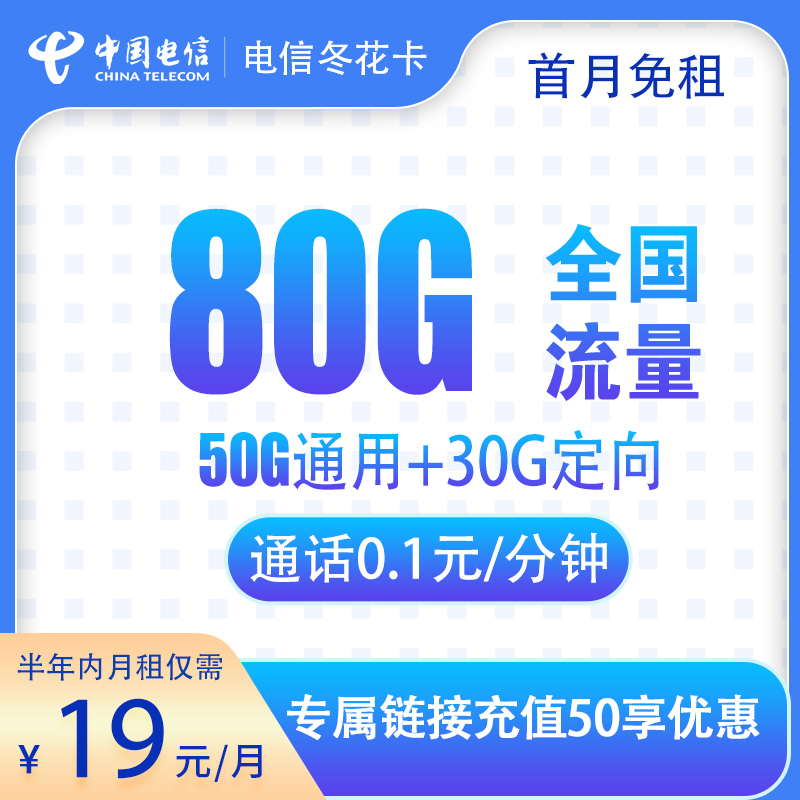 中国电信
CHINA TELECOM
电信冬花卡
首月免租
80G
全国
流量
50G通用+30G定向
通话0.1元/分钟
半年内月租仅需
¥19元/月
专属链接充值50享优惠